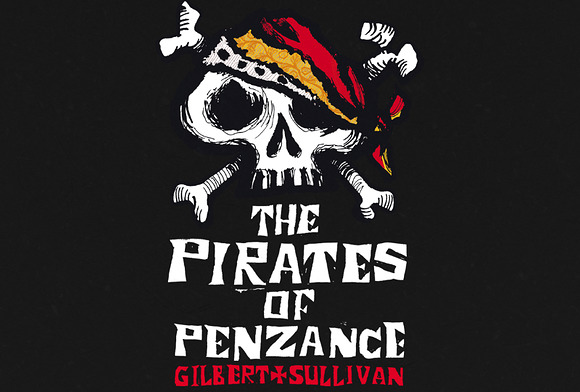 THE
PIRATES
OF
PENZANCE
GILBERT+SULLIVAN